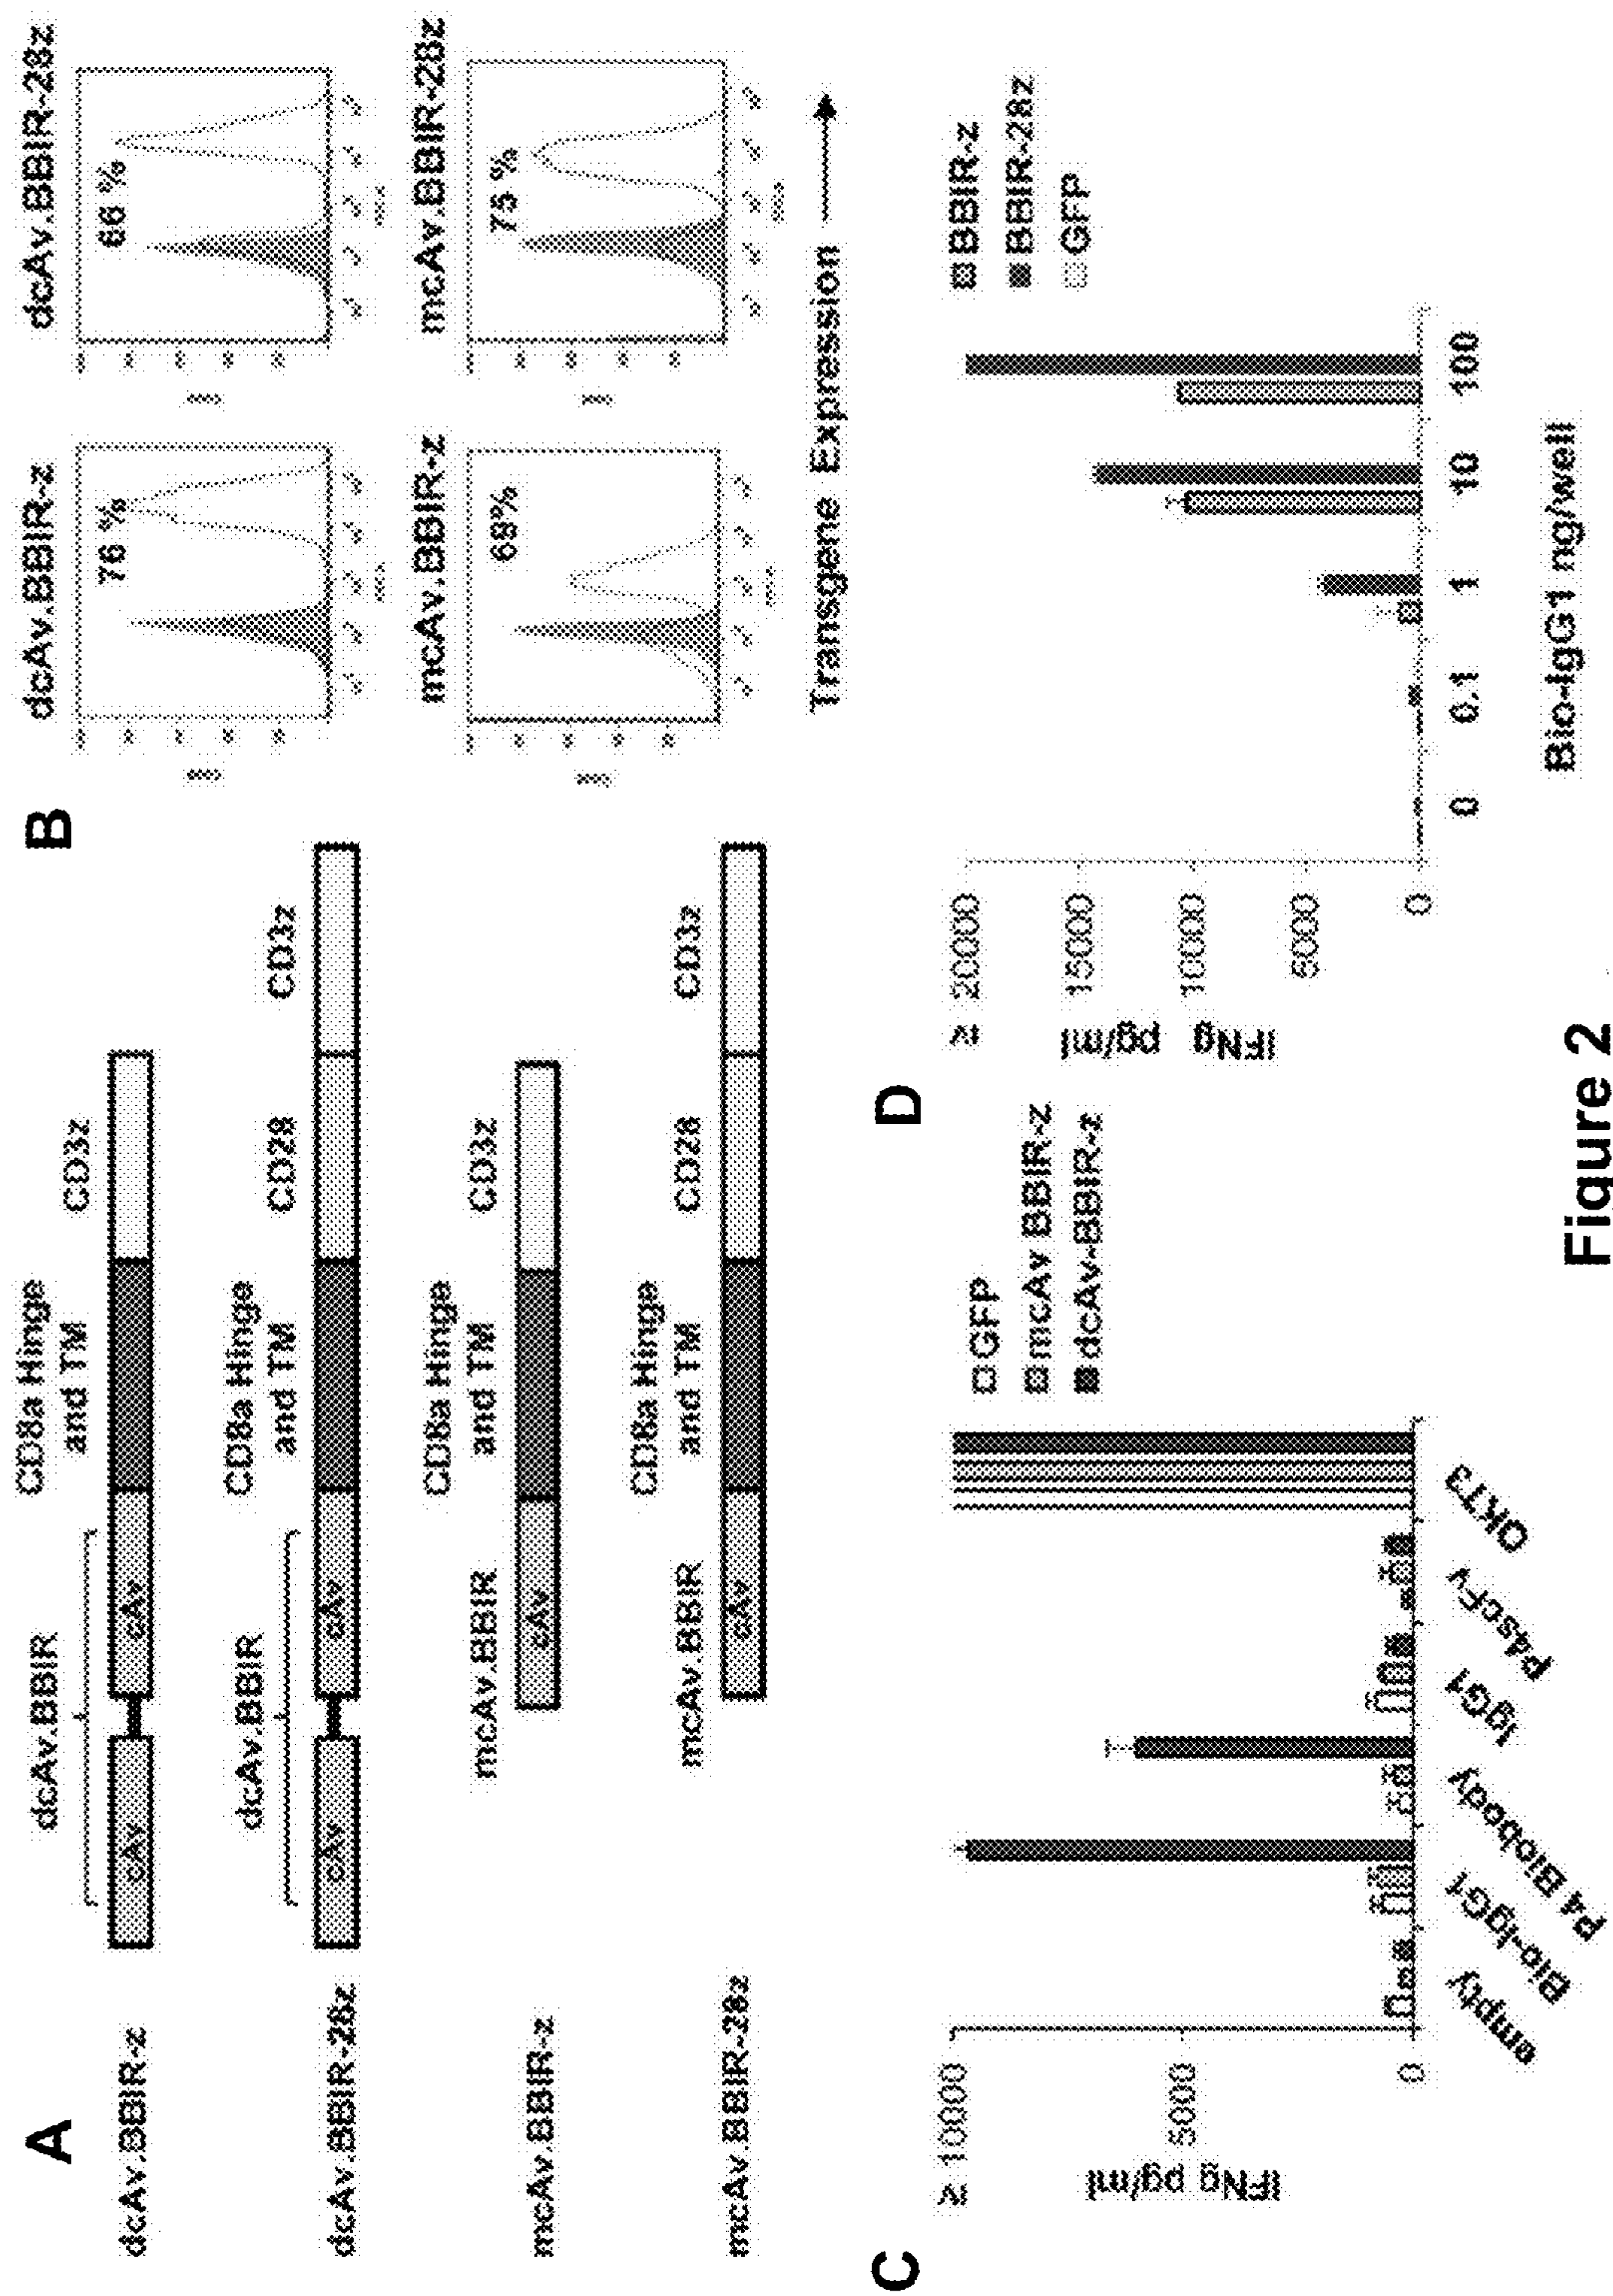 A
dcAv.BBIR
CD8a Hinge
and TM
CD3z
dcAv.BBIR-z
cAv
cAv
dcAv.BBIR
CD8a Hinge
and TM
CD28
CD3z
dcAv.BBIR-28z
cAv
cAv
mcAv.BBIR
CD8a Hinge
and TM
CD3z
mcAv.BBIR-z
cAv
mcAv.BBIR
CD8a Hinge
and TM
CD28
CD3z
mcAv.BBIR-28z
cAv
B
dcAv.BBIR-z
76 %
dcAv.BBIR-28z
66 %
mcAv.BBIR-z
69%
mcAv.BBIR-28z
75 %
Transgene Expression
C
IFNg pg/ml
≥ 10000
5000
0
GFP
mcAv BBIR-z
dcAv-BBIR-z
empty
Bio-IgG1
P4 Biobody
IgG1
P4scFv
OKT3
D
IFNg pg/ml
≥ 20000
15000
10000
5000
0
BBIR-z
BBIR-28z
GFP
0 0.1 1 10 100
Bio-IgG1 ng/well
Figure 2